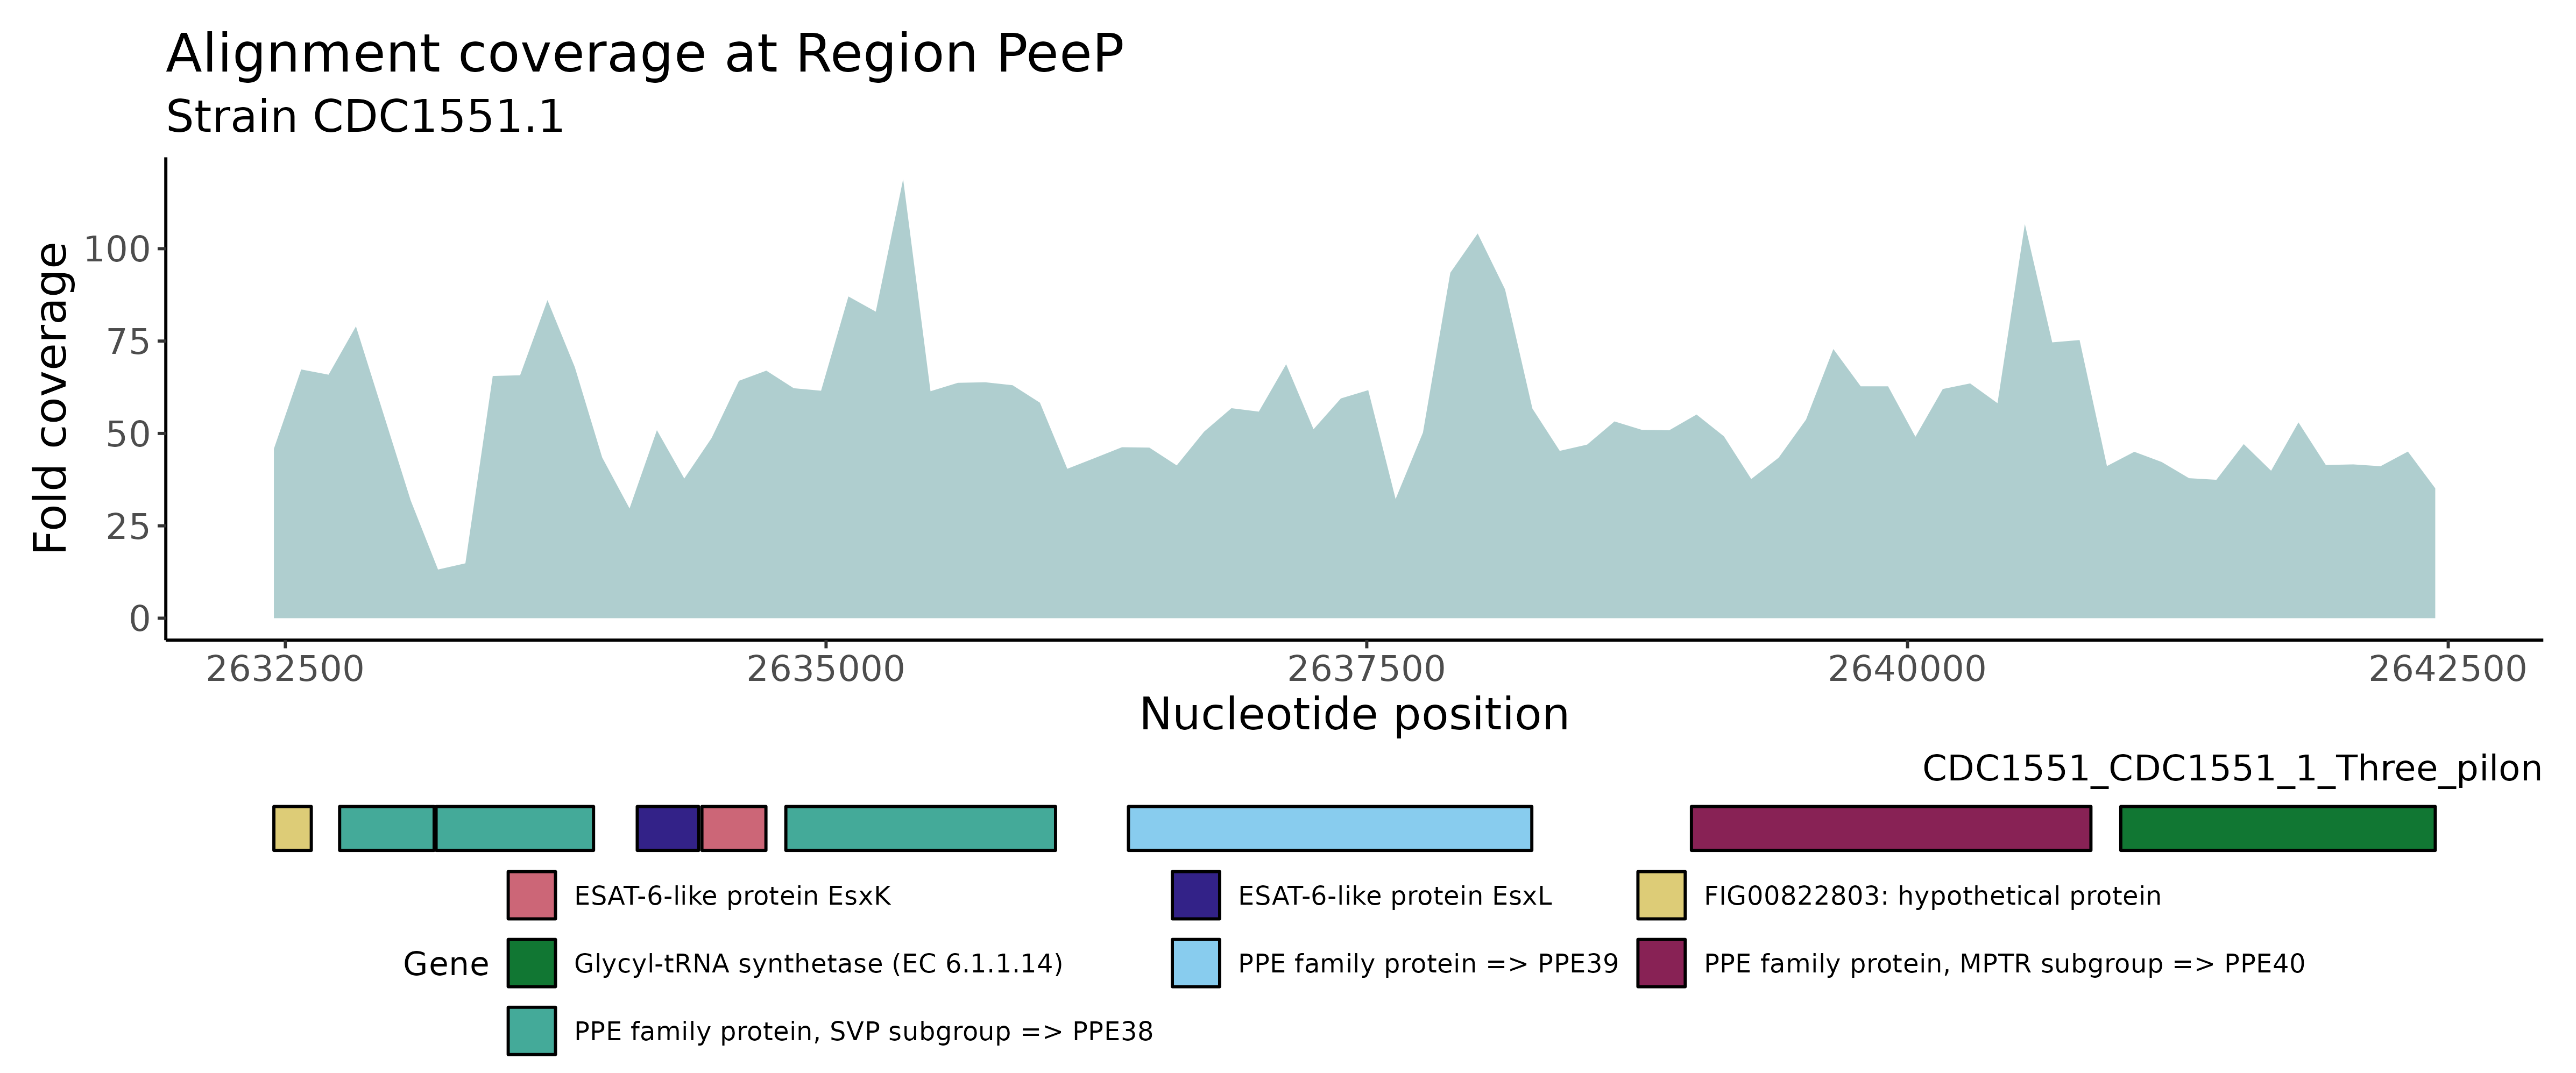 Alignment coverage at Region PeeP
Strain CDC1551.1
Fold coverage
100
75
50
25
0
2632500 2635000 2637500 2640000 2642500
Nucleotide position
CDC1551_CDC1551_1_Three_pilon
Gene
ESAT-6-like protein EsxK
Glycyl-tRNA synthetase (EC 6.1.1.14)
PPE family protein, SVP subgroup => PPE38
ESAT-6-like protein EsxL
PPE family protein => PPE39
FIG00822803: hypothetical protein
PPE family protein, MPTR subgroup => PPE40